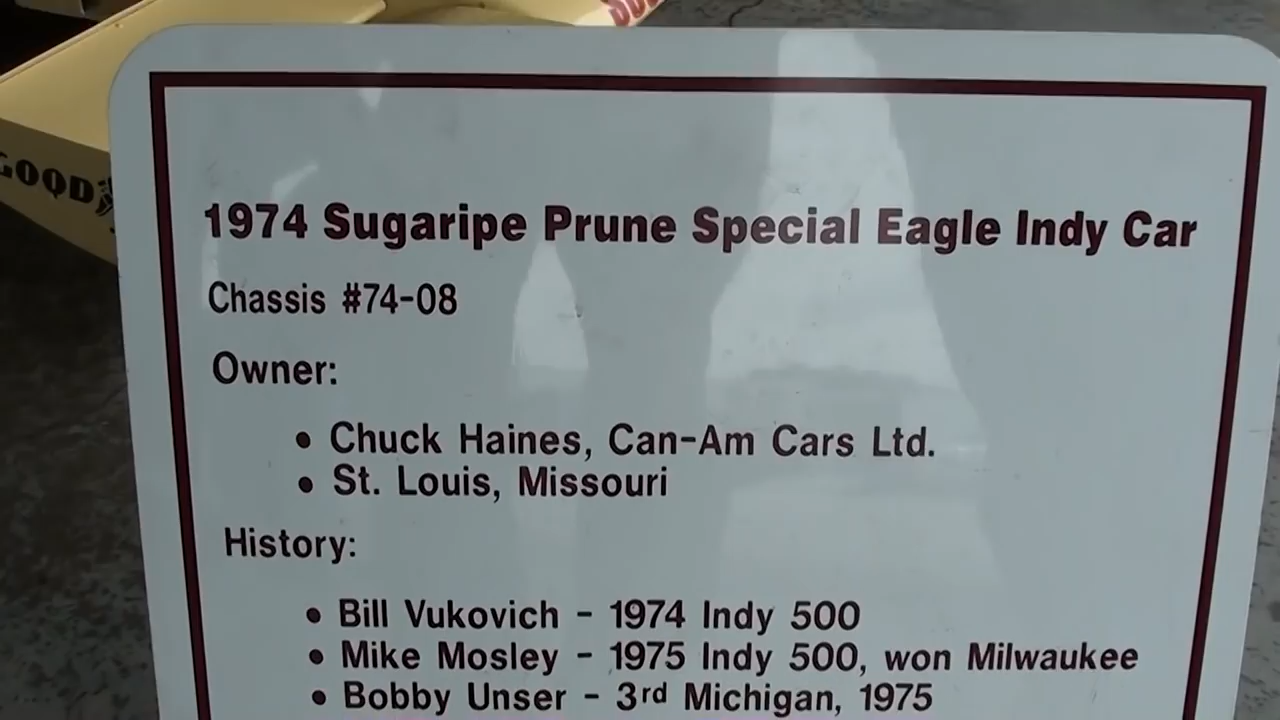 GOOD
1974 Sugaripe Prune Special Eagle Indy Car
Chassis #74-08
Owner:
• Chuck Haines, Can-Am Cars Ltd.
• St. Louis, Missouri
History:
• Bill Vukovich - 1974 Indy 500
• Mike Mosley - 1975 Indy 500, won Milwaukee
• Bobby Unser - 3rd Michigan, 1975